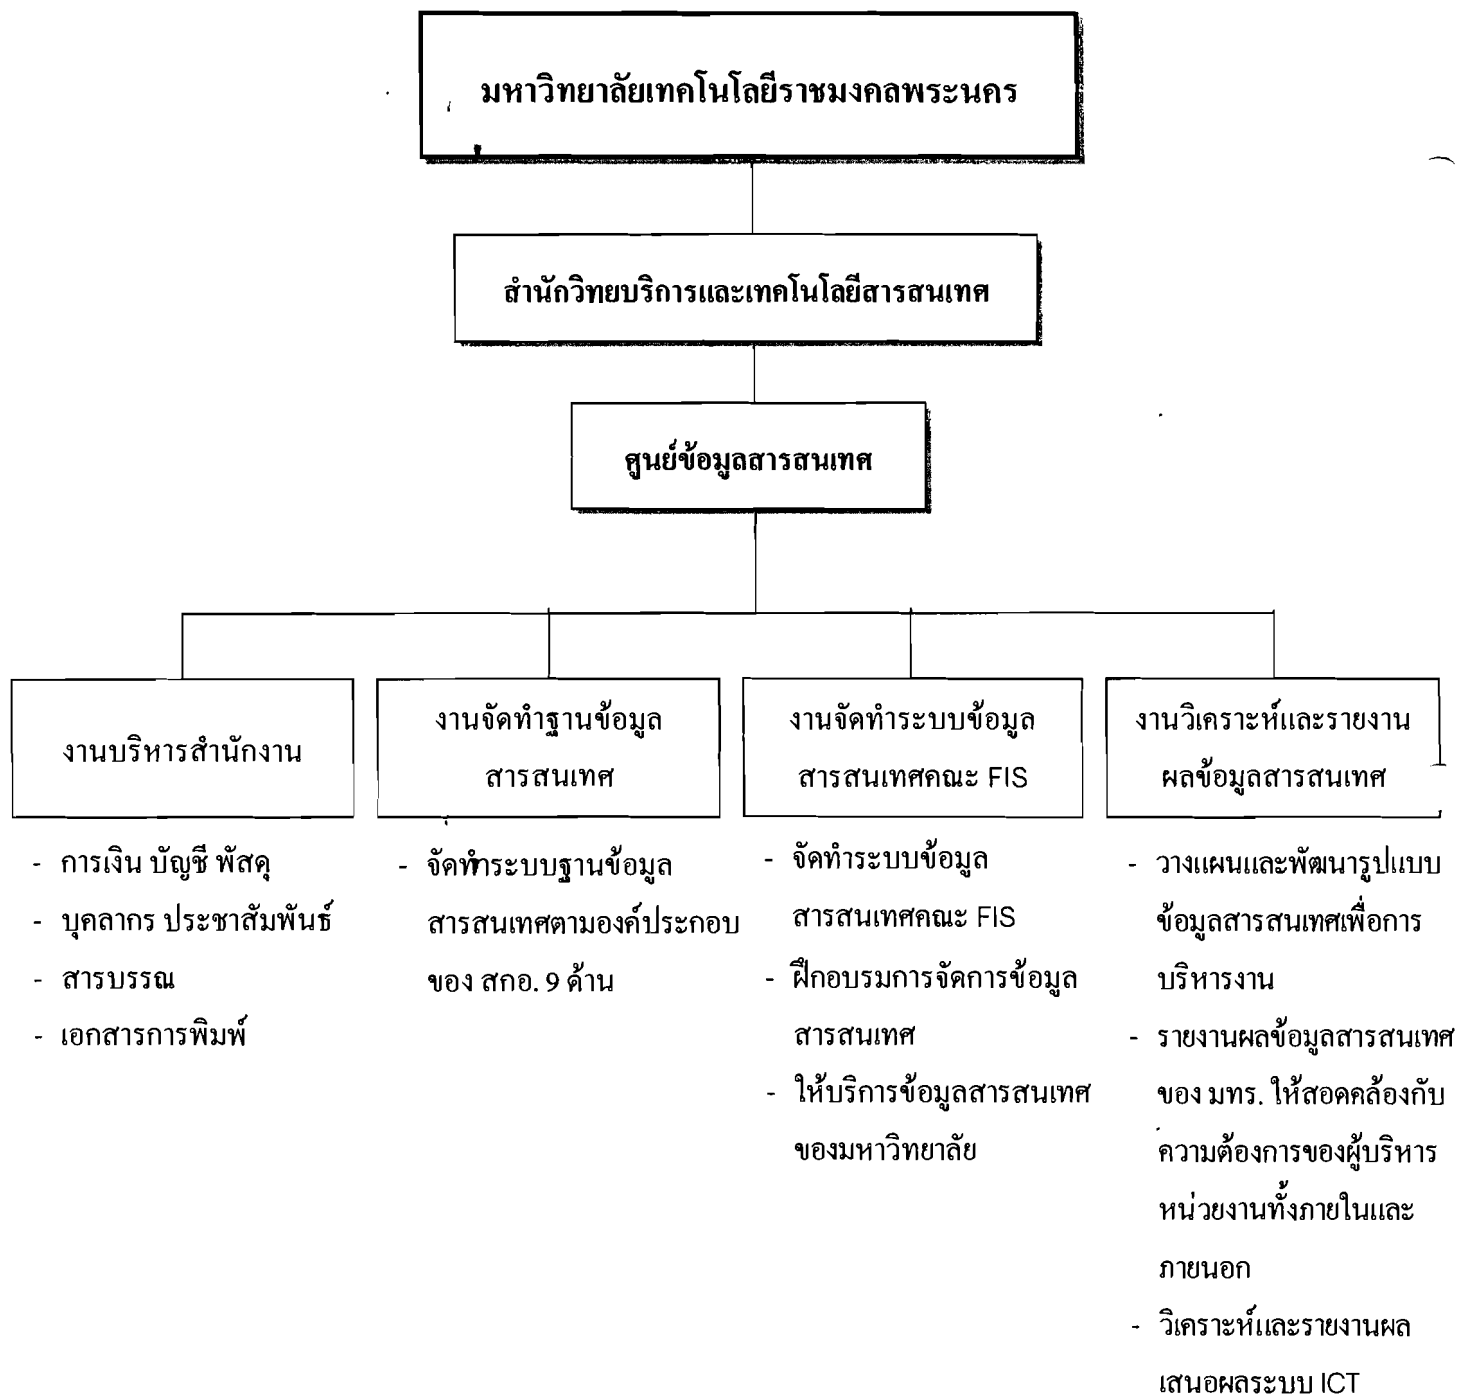 มหาวิทยาลัยเทคโนโลยีราชมงคลพระนคร
สำนักวิทยบริการและเทคโนโลยีสารสนเทศ
ศูนย์ข้อมูลสารสนเทศ
งานบริหารสำนักงาน
- การเงิน บัญชี พัสดุ
- บุคลากร ประชาสัมพันธ์
- สารบรรณ
- เอกสารการพิมพ์
งานจัดทำฐานข้อมูล
สารสนเทศ
- จัดทำระบบฐานข้อมูล
สารสนเทศตามองค์ประกอบ
ของ สกอ. 9 ด้าน
งานจัดทำระบบข้อมูล
สารสนเทศคณะ FIS
- จัดทำระบบข้อมูล
สารสนเทศคณะ FIS
- ฝึกอบรมการจัดการข้อมูล
สารสนเทศ
- ให้บริการข้อมูลสารสนเทศ
ของมหาวิทยาลัย
งานวิเคราะห์และรายงาน
ผลข้อมูลสารสนเทศ
- วางแผนและพัฒนารูปแบบ
ข้อมูลสารสนเทศเพื่อการ
บริหารงาน
- รายงานผลข้อมูลสารสนเทศ
ของ มทร. ให้สอดคล้องกับ
ความต้องการของผู้บริหาร
หน่วยงานทั้งภายในและ
ภายนอก
- วิเคราะห์และรายงานผล
เสนอผลระบบ ICT